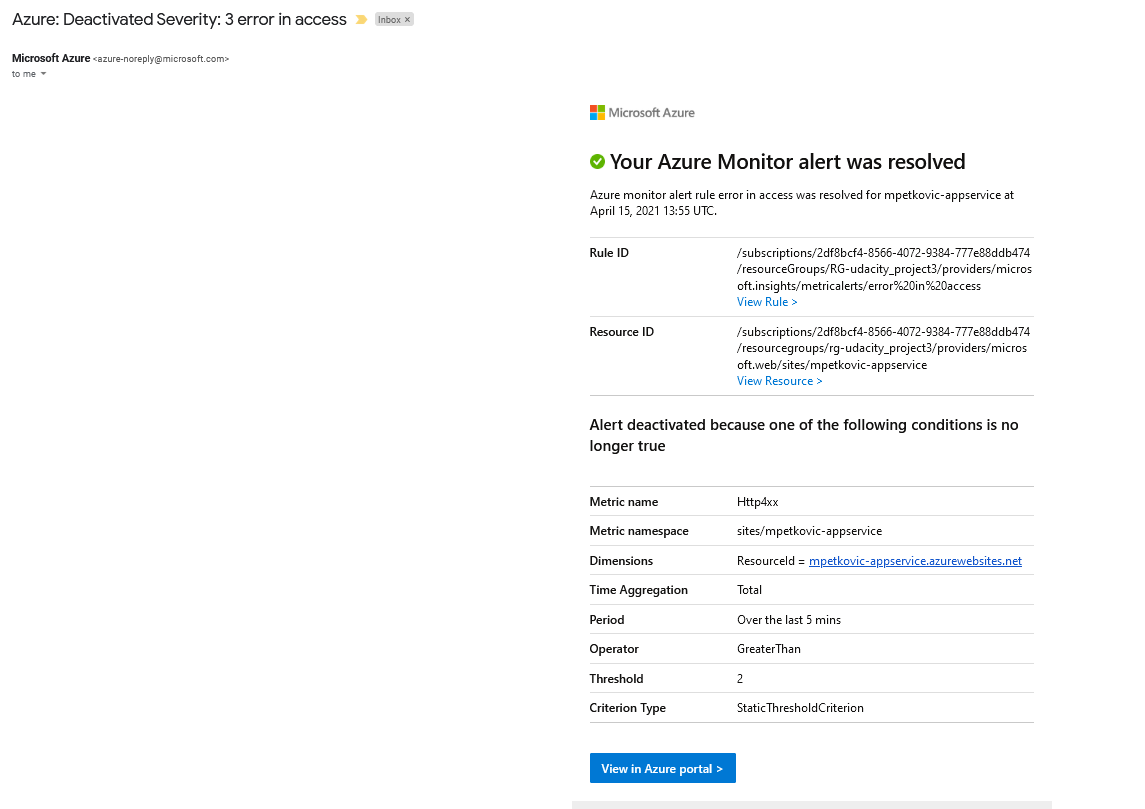 Azure: Deactivated Severity: 3 error in access
Inbox ×
Microsoft Azure <azure-noreply@microsoft.com>
to me
Microsoft Azure
Your Azure Monitor alert was resolved
Azure monitor alert rule error in access was resolved for mpetkovic-appservice at
April 15, 2021 13:55 UTC.
Rule ID
/subscriptions/2df8bcf4-8566-4072-9384-777e88ddb474
/resourceGroups/RG-udacity_project3/providers/micros
oft.insights/metricalerts/error%20in%20access
View Rule >
Resource ID
/subscriptions/2df8bcf4-8566-4072-9384-777e88ddb474
/resourcegroups/rg-udacity_project3/providers/micros
oft.web/sites/mpetkovic-appservice
View Resource >
Alert deactivated because one of the following conditions is no
longer true
Metric name Http4xx
Metric namespace sites/mpetkovic-appservice
Dimensions ResourceId = mpetkovic-appservice.azurewebsites.net
Time Aggregation Total
Period Over the last 5 mins
Operator GreaterThan
Threshold 2
Criterion Type StaticThresholdCriterion
View in Azure portal >